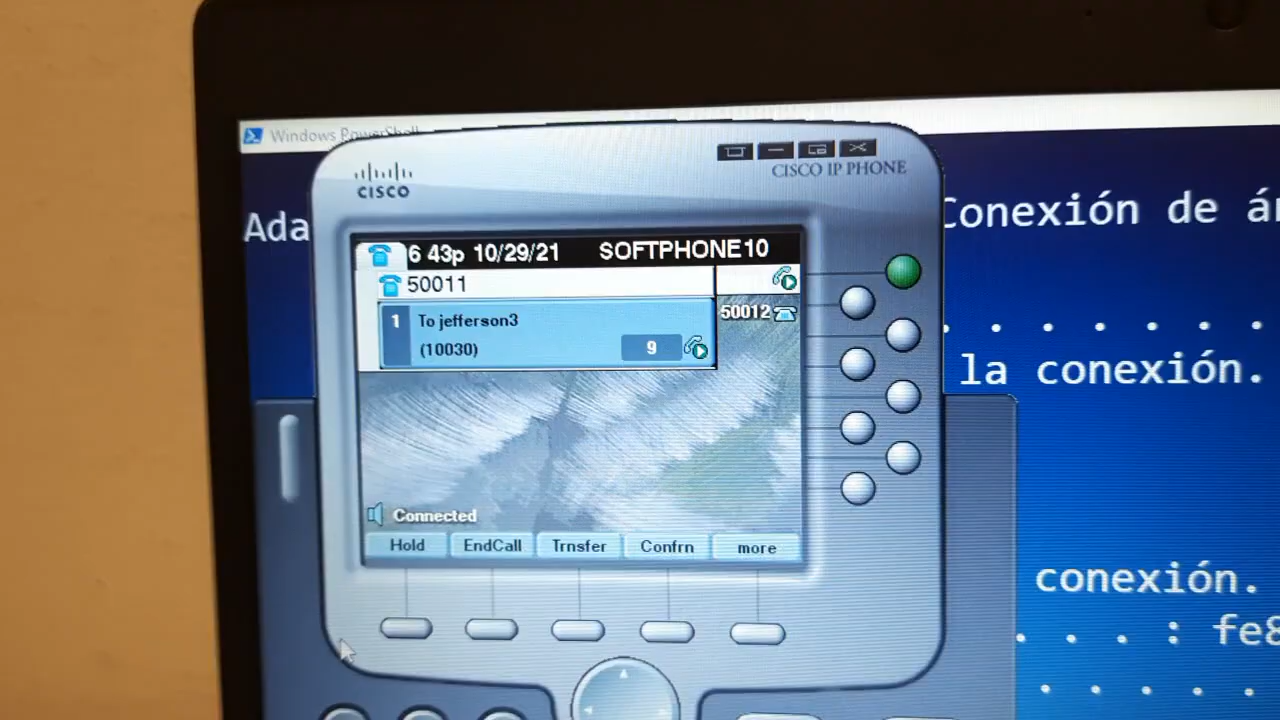 Windows PowerShell
CISCO
CISCO IP PHONE
Ada
Conexión de
6 43p 10/29/21 SOFTPHONE10
50011
1 To jefferson3
50012
(10030) 9
. . . . . . .
la conexión.
Connected
Hold EndCall Trnsfer Confrn more
conexión.
. . . : fe8
. . . . .